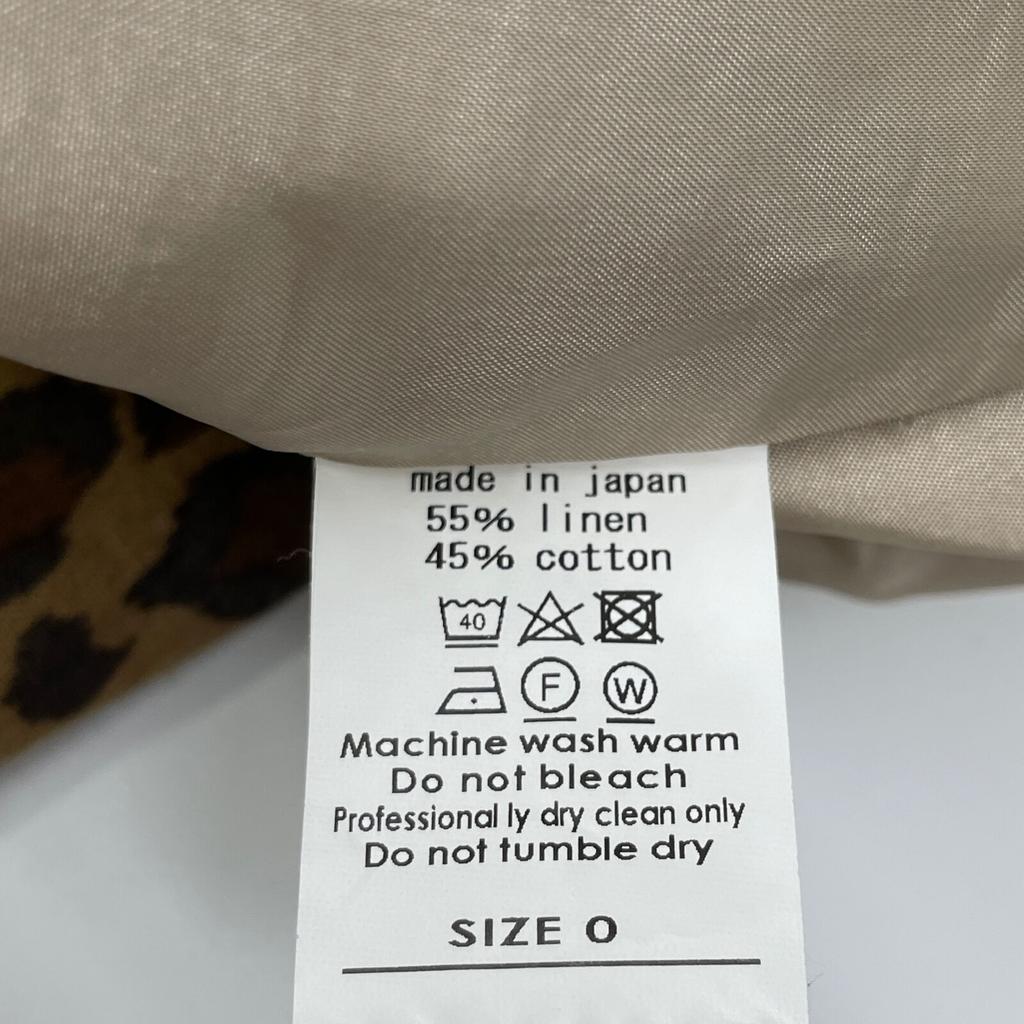 made in japan
55% linen
45% cotton
40
F W
Machine wash warm
Do not bleach
Professional ly dry clean only
Do not tumble dry
SIZE O